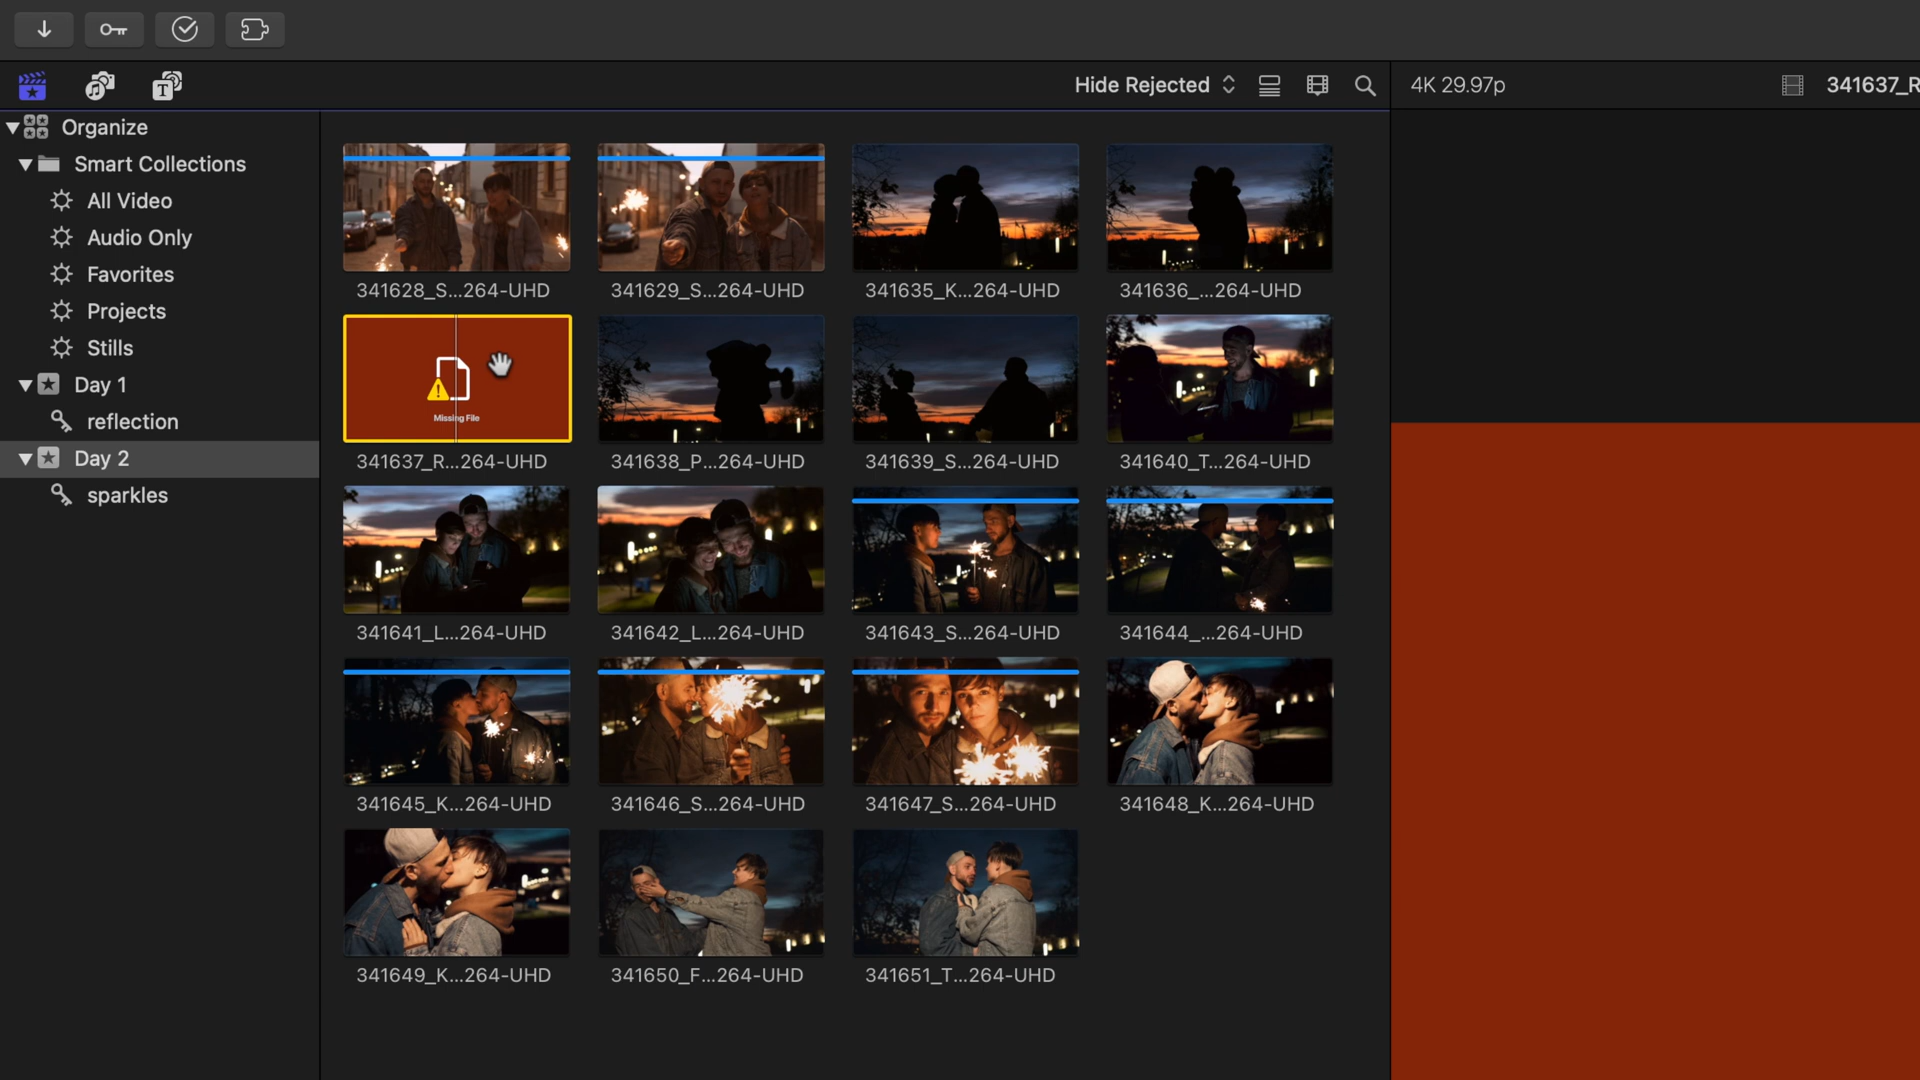 Hide Rejected
4K 29.97p
341637_R
Organize
Smart Collections
All Video
Audio Only
Favorites
Projects
Stills
Day 1
reflection
Day 2
sparkles
341628_S...264-UHD
341629_S...264-UHD
341635_K...264-UHD
341636_...264-UHD
Missing File
341637_R...264-UHD
341638_P...264-UHD
341639_S...264-UHD
341640_T...264-UHD
341641_L...264-UHD
341642_L...264-UHD
341643_S...264-UHD
341644_...264-UHD
341645_K...264-UHD
341646_S...264-UHD
341647_S...264-UHD
341648_K...264-UHD
341649_K...264-UHD
341650_F...264-UHD
341651_T...264-UHD